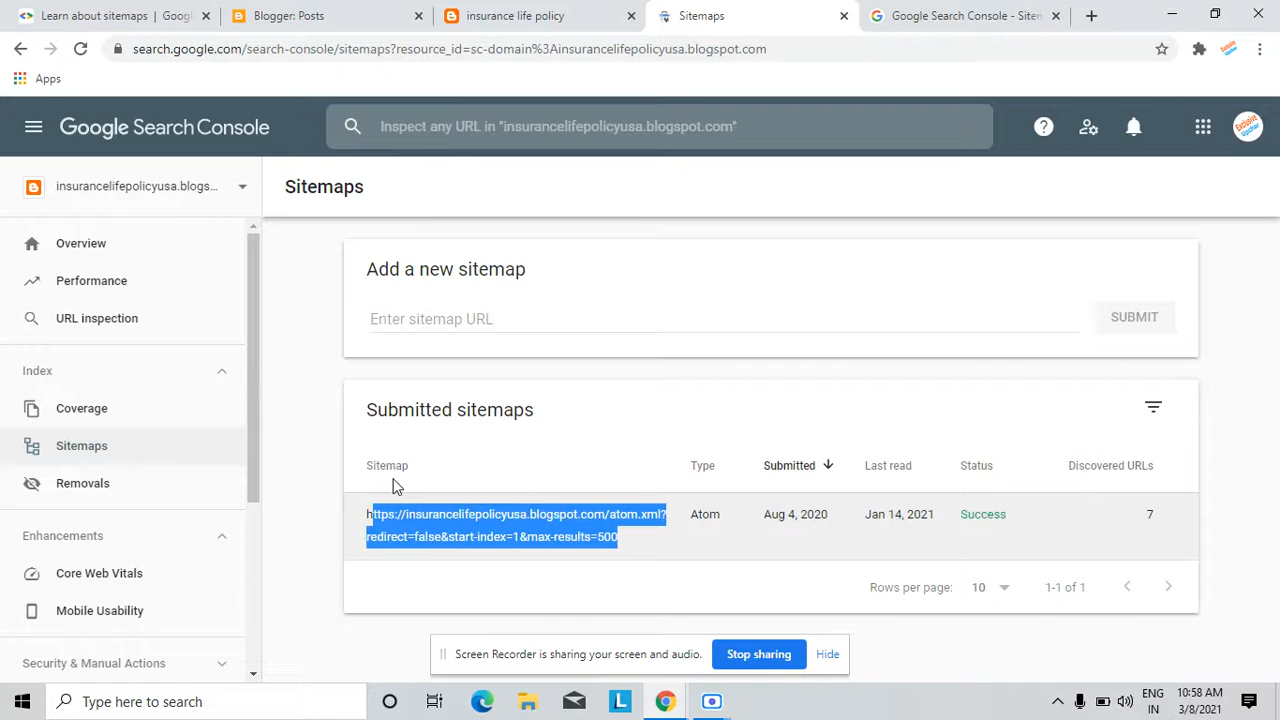 Learn about sitemaps | Goog
Blogger: Posts
insurance life policy
Sitemaps
Google Search Console - Sitem
search.google.com/search-console/sitemaps?resource_id=sc-domain%3Ainsurancelifepolicyusa.blogspot.com
Apps
Google Search Console
Inspect any URL in "insurancelifepolicyusa.blogspot.com"
insurancelifepolicyusa.blogs...
Sitemaps
Overview
Performance
URL inspection
Index
Coverage
Sitemaps
Removals
Enhancements
Core Web Vitals
Mobile Usability
Security & Manual Actions
Add a new sitemap
Enter sitemap URL
SUBMIT
Submitted sitemaps
Sitemap Type Submitted Last read Status Discovered URLs
https://insurancelifepolicyusa.blogspot.com/atom.xml? Atom Aug 4, 2020 Jan 14, 2021 Success 7
redirect=false&start-index=1&max-results=500
Rows per page: 10 1-1 of 1
Screen Recorder is sharing your screen and audio. Stop sharing Hide
Type here to search
ENG 10:58 AM
IN 3/8/2021